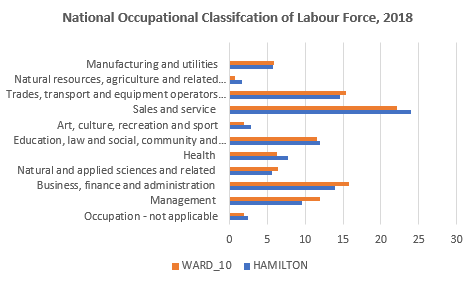 National Occupational Classifcation of Labour Force, 2018
Manufacturing and utilities
Natural resources, agriculture and related...
Trades, transport and equipment operators...
Sales and service
Art, culture, recreation and sport
Education, law and social, community and...
Health
Natural and applied sciences and related
Business, finance and administration
Management
Occupation - not applicable
0 5 10 15 20 25 30
WARD_10 HAMILTON